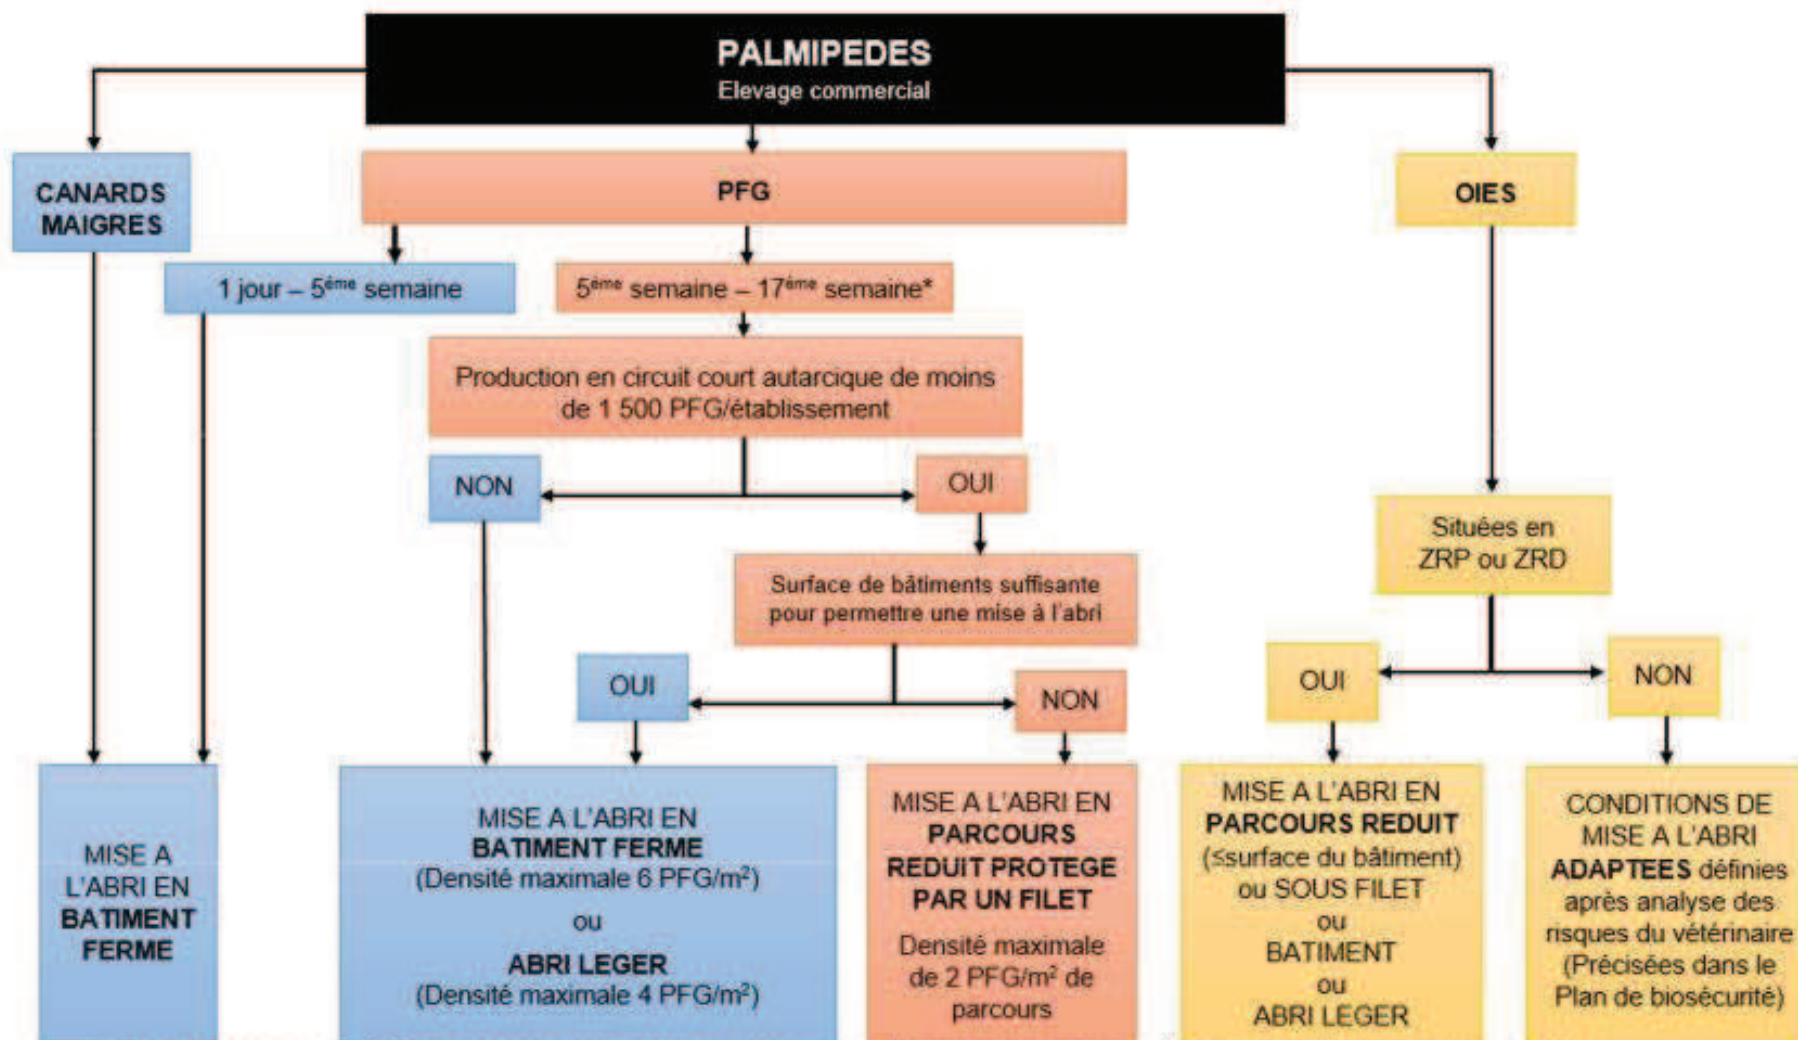 PALMIPEDES
Elevage commercial
CANARDS
MAIGRES
PFG
OIES
1 jour – 5ème semaine
5ème semaine – 17ème semaine*
Production en circuit court autarcique de moins
de 1 500 PFG/établissement
NON
OUI
Situées en
ZRP ou ZRD
Surface de bâtiments suffisante
pour permettre une mise à l'abri
OUI
NON
OUI
NON
MISE A
L'ABRI EN
BATIMENT
FERME
MISE A L'ABRI EN
BATIMENT FERME
(Densité maximale 6 PFG/m²)
ou
ABRI LEGER
(Densité maximale 4 PFG/m²)
MISE A L'ABRI EN
PARCOURS
REDUIT PROTEGE
PAR UN FILET
Densité maximale
de 2 PFG/m² de
parcours
MISE A L'ABRI EN
PARCOURS REDUIT
(≤surface du bâtiment)
ou SOUS FILET
ou
BATIMENT
ou
ABRI LEGER
CONDITIONS DE
MISE A L'ABRI
ADAPTEES définies
après analyse des
risques du vétérinaire
(Précisées dans le
Plan de biosécurité)